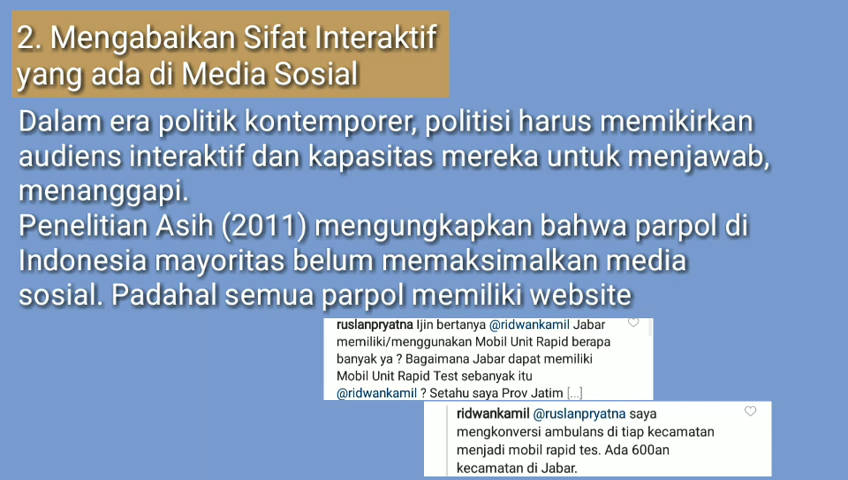 2. Mengabaikan Sifat Interaktif
yang ada di Media Sosial
Dalam era politik kontemporer, politisi harus memikirkan
audiens interaktif dan kapasitas mereka untuk menjawab,
menanggapi.
Penelitian Asih (2011) mengungkapkan bahwa parpol di
Indonesia mayoritas belum memaksimalkan media
sosial. Padahal semua parpol memiliki website
ruslanpryatna Ijin bertanya @ridwankamil Jabar
memiliki/menggunakan Mobil Unit Rapid berapa
banyak ya ? Bagaimana Jabar dapat memiliki
Mobil Unit Rapid Test sebanyak itu
@ridwankamil ? Setahu saya Prov Jatim [...]
ridwankamil @ruslanpryatna saya
mengkonversi ambulans di tiap kecamatan
menjadi mobil rapid tes. Ada 600an
kecamatan di Jabar.